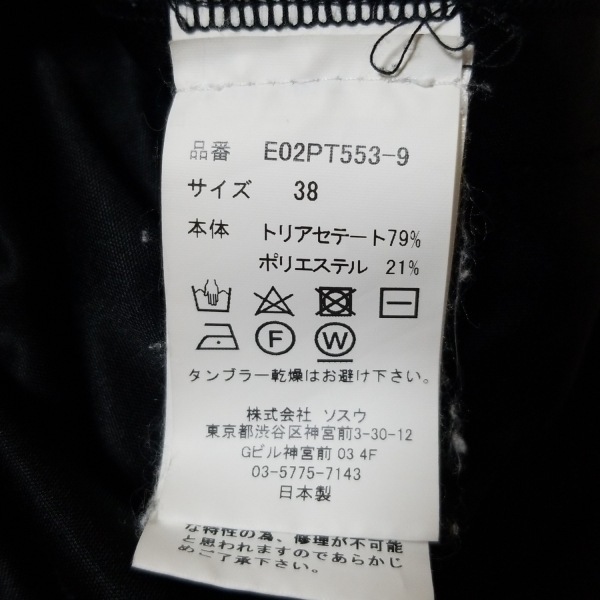 品番 E02PT553-9
サイズ 38
本体 トリアセテート79%
ポリエステル 21%
F W
タンブラー乾燥はお避け下さい。
株式会社 ソスウ
東京都渋谷区神宮前3-30-12
Gビル神宮前 03 4F
03-5775-7143
日本製
な特性の為、修理が不可能
と思われますのであらかじ
めご了承下さい。